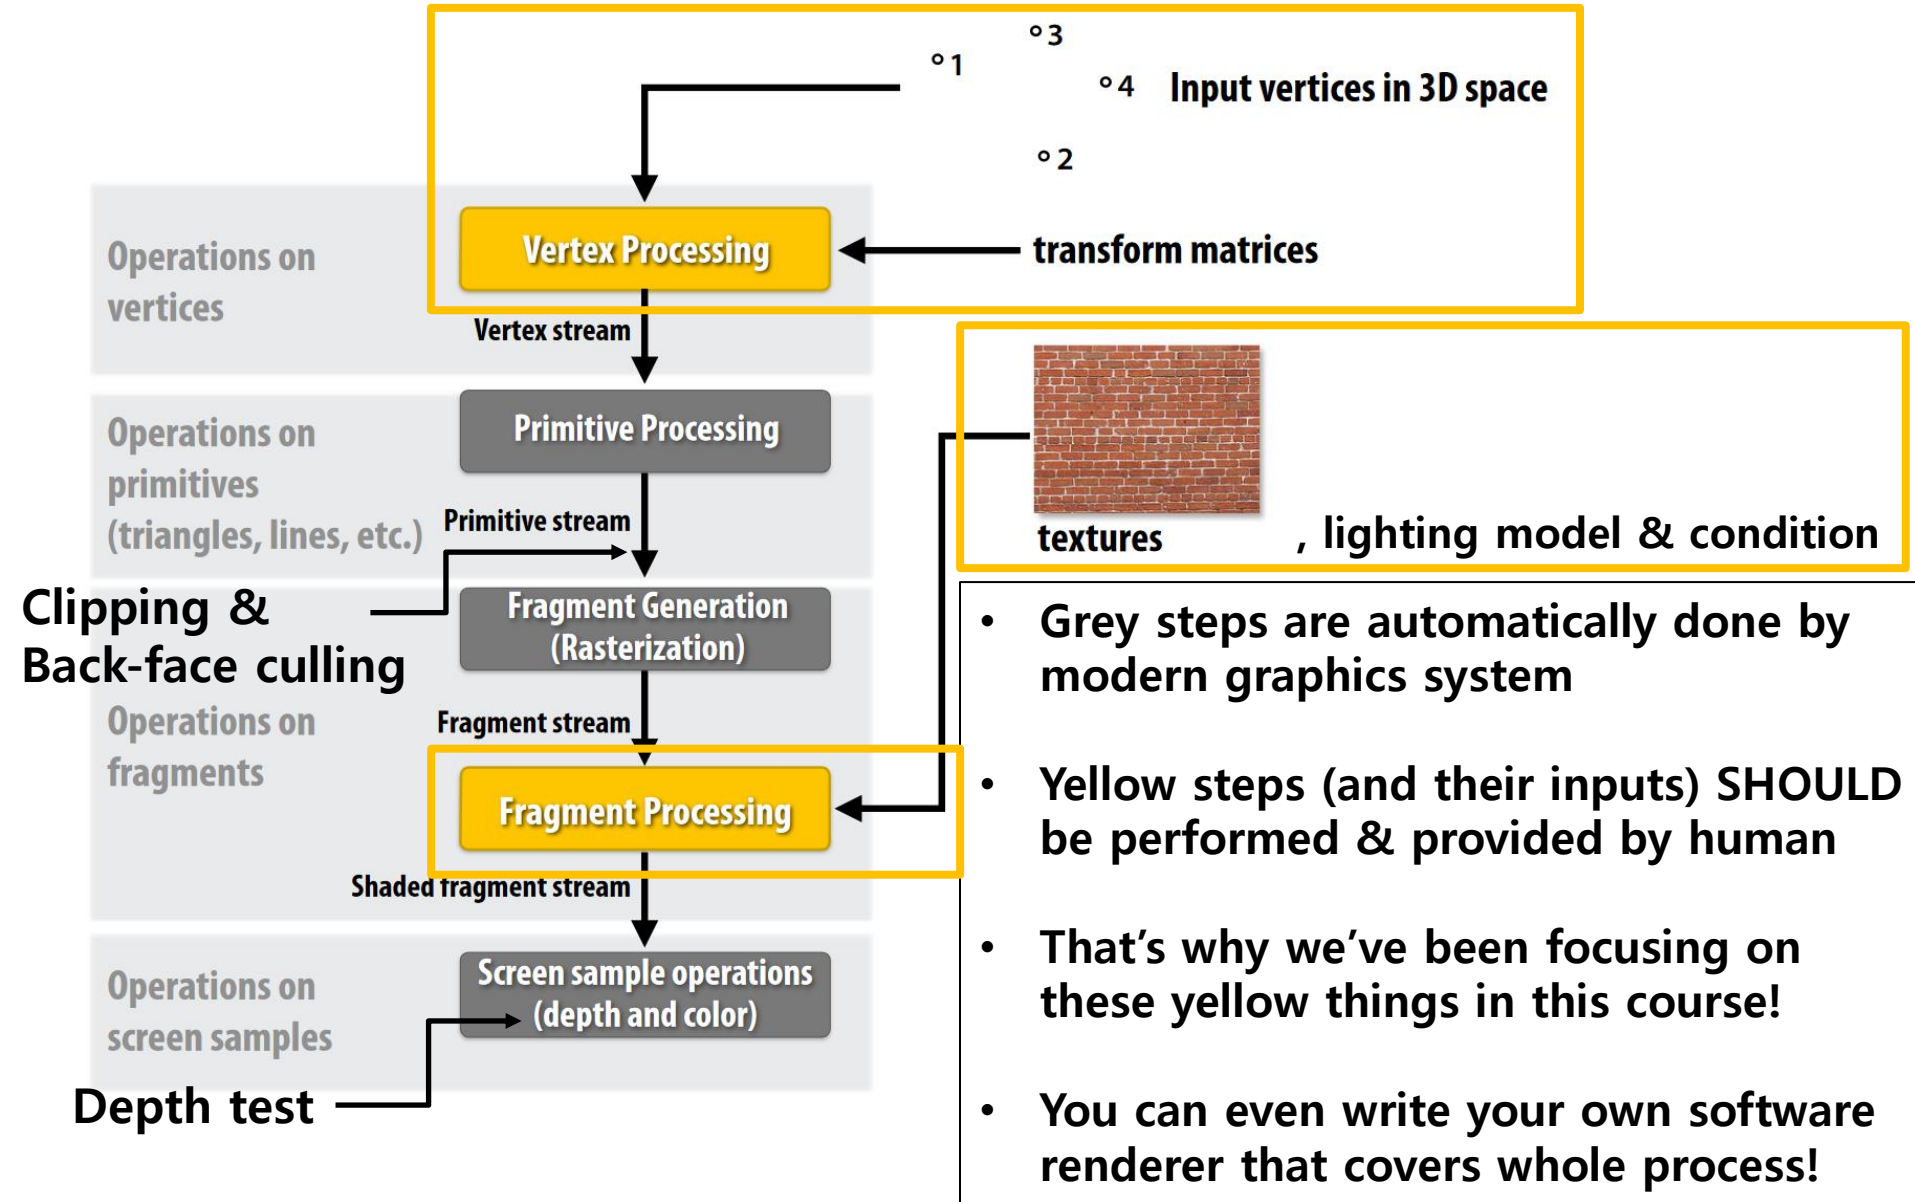 3
1
4
Input vertices in 3D space
2
Operations on
vertices
Vertex Processing
transform matrices
Vertex stream
Operations on
primitives
(triangles, lines, etc.)
Primitive Processing
Primitive stream
textures
, lighting model & condition
Clipping &
Back-face culling
Fragment Generation
(Rasterization)
Operations on
fragments
Fragment stream
Fragment Processing
Shaded fragment stream
Operations on
screen samples
Screen sample operations
(depth and color)
Depth test
• Grey steps are automatically done by
modern graphics system
• Yellow steps (and their inputs) SHOULD
be performed & provided by human
• That’s why we’ve been focusing on
these yellow things in this course!
• You can even write your own software
renderer that covers whole process!